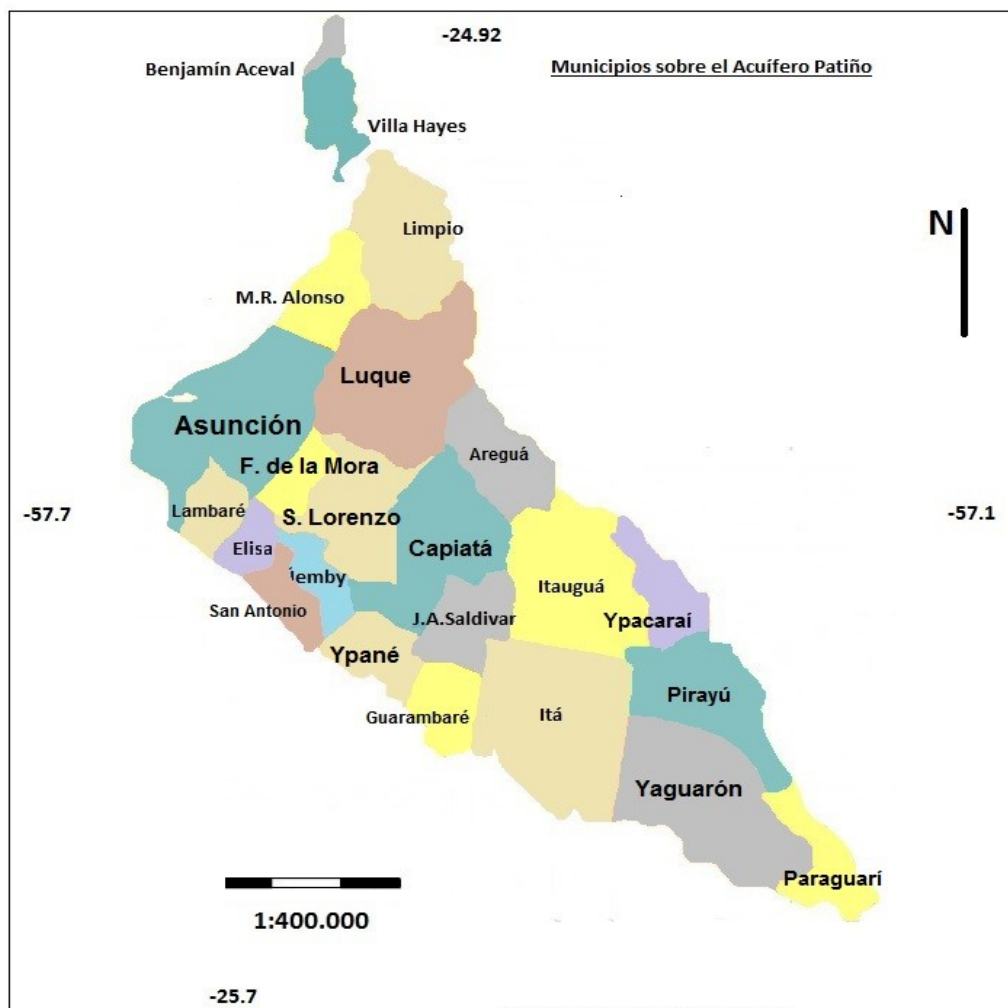 -24.92
Municipios sobre el Acuífero Patiño
Benjamín Aceval
Villa Hayes
Limpio
N
M.R. Alonso
Luque
Asunción
Areguá
F. de la Mora
Lambaré
S. Lorenzo
-57.7
-57.1
Elisa
Capiatá
Ñemby
Itauguá
San Antonio
J.A.Saldivar
Ypacaraí
Ypané
Pirayú
Guarambaré
Itá
Yaguarón
Paraguarí
1:400.000
-25.7